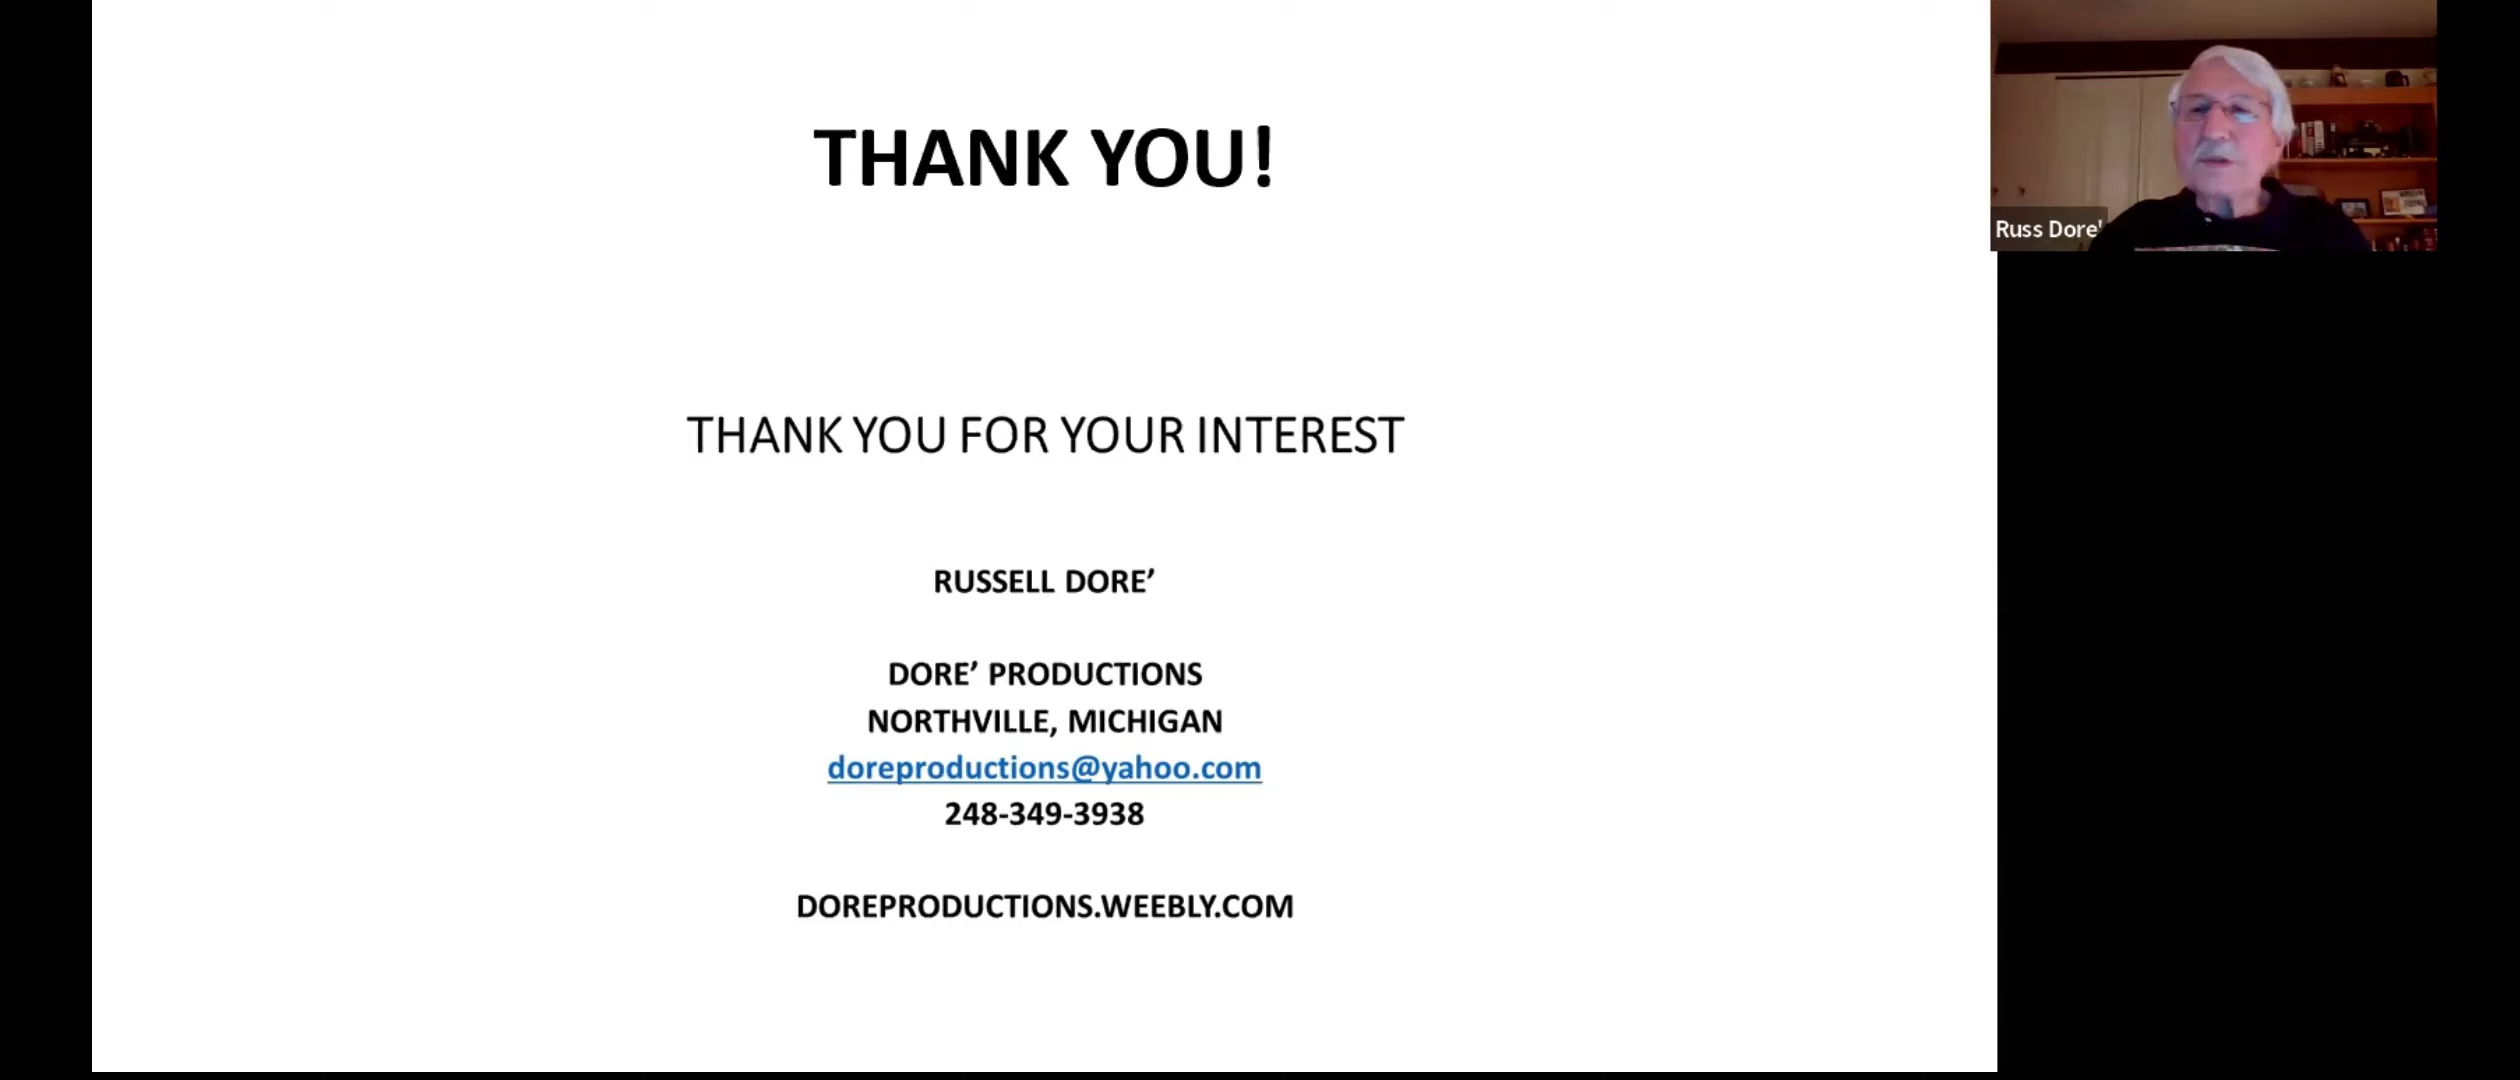 THANK YOU!
THANK YOU FOR YOUR INTEREST
RUSSELL DORE’
DORE’ PRODUCTIONS
NORTHVILLE, MICHIGAN
doreproductions@yahoo.com
248-349-3938
DOREPRODUCTIONS.WEEBLY.COM
Russ Dore'